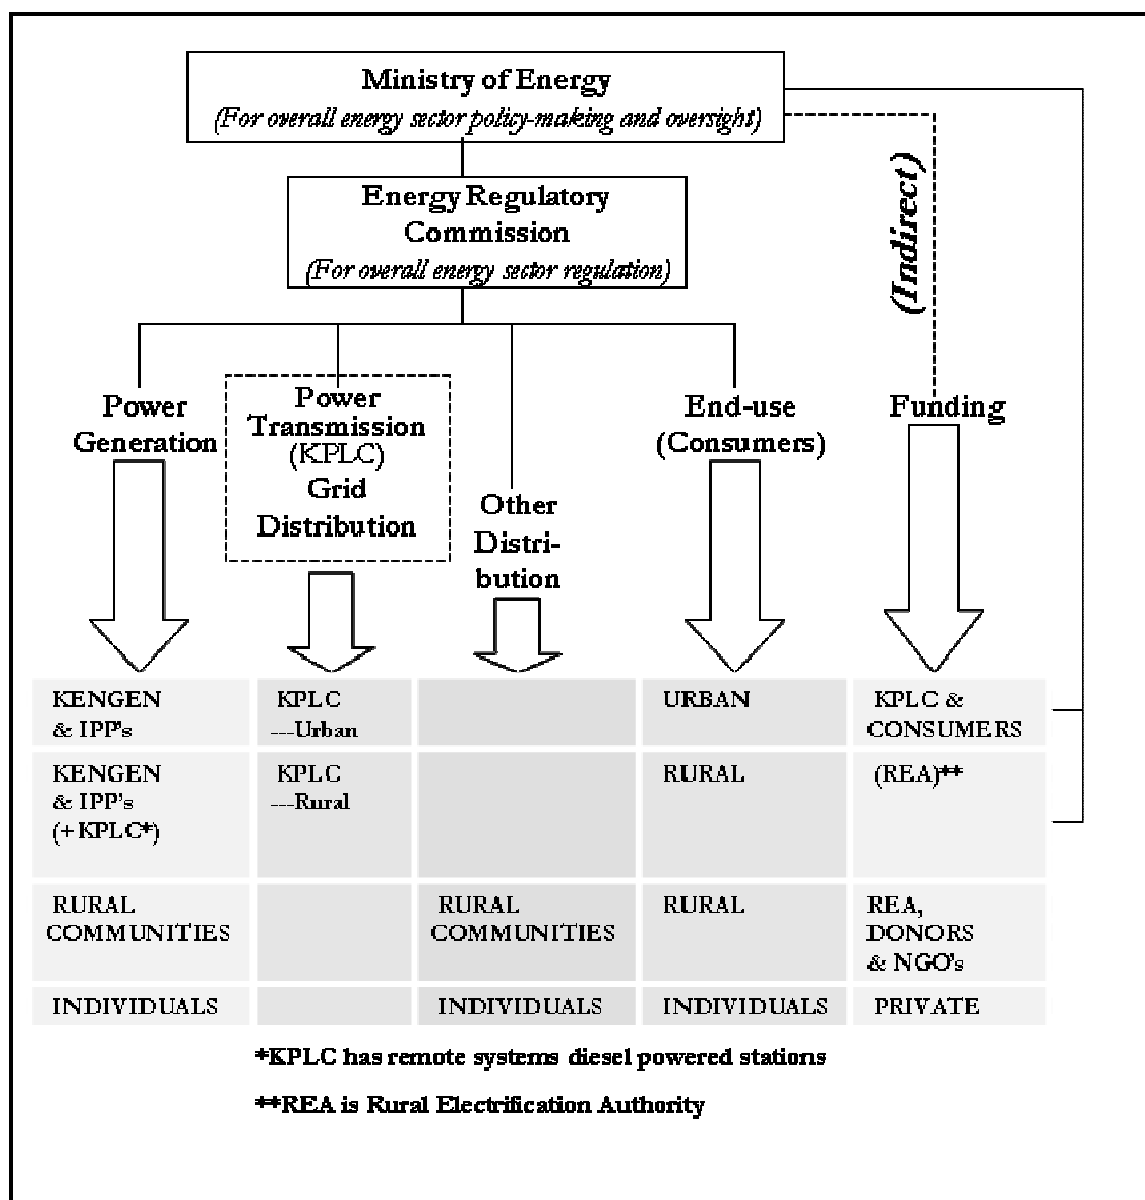 Ministry of Energy
(For overall energy sector policy-making and oversight)
Energy Regulatory
Commission
(For overall energy sector regulation)
(Indirect)
Power
Generation
Power
Transmission
(KPLC)
Grid
Distribution
Other
Distri-
bution
End-use
(Consumers)
Funding
KENGEN
& IPP's
KPLC
---Urban
URBAN
KPLC &
CONSUMERS
KENGEN
& IPP's
(+KPLC*)
KPLC
---Rural
RURAL
(REA)**
RURAL
COMMUNITIES
RURAL
COMMUNITIES
RURAL
REA,
DONORS
& NGO's
INDIVIDUALS
INDIVIDUALS
INDIVIDUALS
PRIVATE
*KPLC has remote systems diesel powered stations
**REA is Rural Electrification Authority